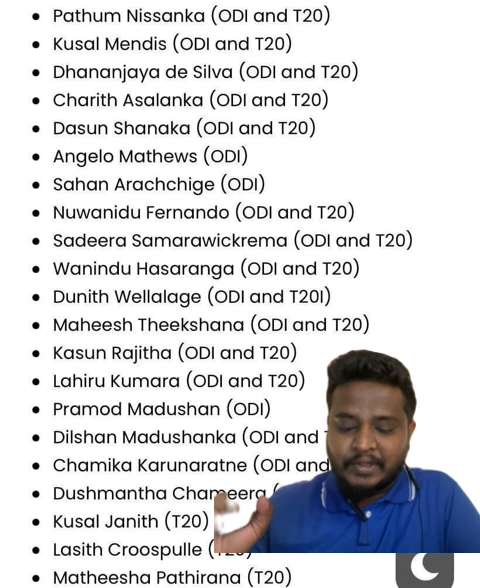 • Pathum Nissanka (ODI and T20)
• Kusal Mendis (ODI and T20)
• Dhananjaya de Silva (ODI and T20)
• Charith Asalanka (ODI and T20)
• Dasun Shanaka (ODI and T20)
• Angelo Mathews (ODI)
• Sahan Arachchige (ODI)
• Nuwanidu Fernando (ODI and T20)
• Sadeera Samarawickrema (ODI and T20)
• Wanindu Hasaranga (ODI and T20)
• Dunith Wellalage (ODI and T20I)
• Maheesh Theekshana (ODI and T20)
• Kasun Rajitha (ODI and T20)
• Lahiru Kumara (ODI and T20)
• Pramod Madushan (ODI)
• Dilshan Madushanka (ODI and
• Chamika Karunaratne (ODI and
• Dushmantha Chameera (
• Kusal Janith (T20)
• Lasith Croospulle (T20)
• Matheesha Pathirana (T20)